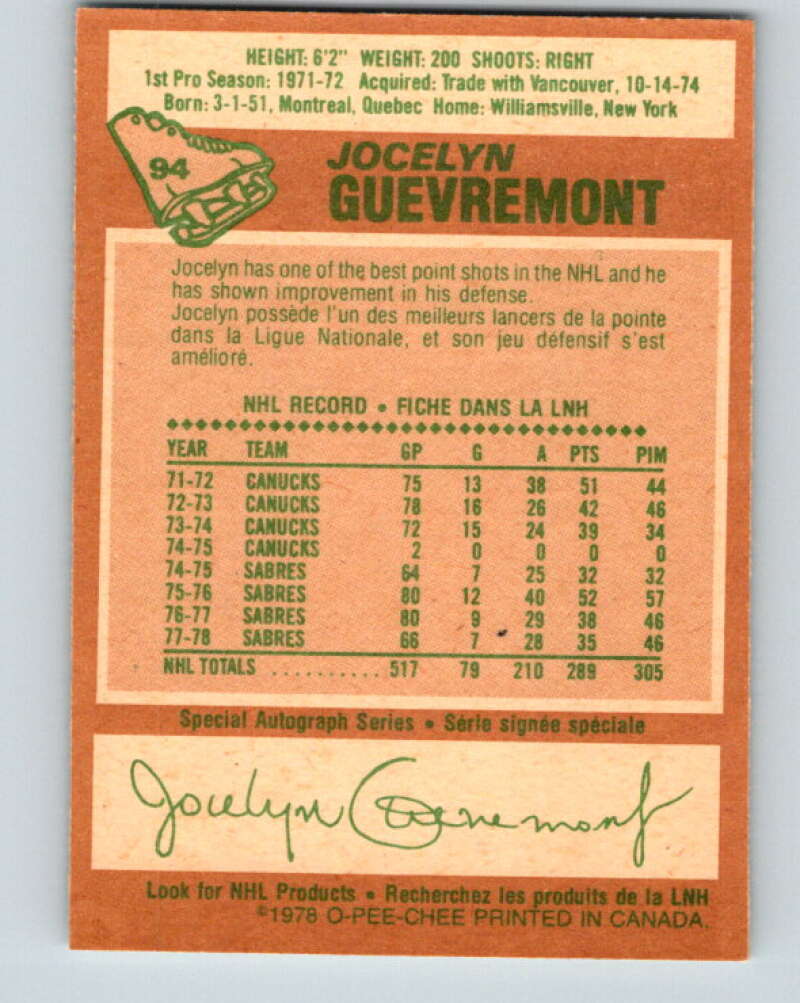 HEIGHT: 6'2" WEIGHT: 200 SHOOTS: RIGHT
1st Pro Season: 1971-72 Acquired: Trade with Vancouver, 10-14-74
Born: 3-1-51, Montreal, Quebec Home: Williamsville, New York
94
JOCELYN
GUEVREMONT
Jocelyn has one of the best point shots in the NHL and he
has shown improvement in his defense.
Jocelyn possède l'un des meilleurs lancers de la pointe
dans la Ligue Nationale, et son jeu défensif s'est
amélioré.
NHL RECORD • FICHE DANS LA LNH
YEAR TEAM GP G A PTS PIM
71-72 CANUCKS 75 13 38 51 44
72-73 CANUCKS 78 16 26 42 46
73-74 CANUCKS 72 15 24 39 34
74-75 CANUCKS 2 0 0 0 0
74-75 SABRES 64 7 25 32 32
75-76 SABRES 80 12 40 52 57
76-77 SABRES 80 9 29 38 46
77-78 SABRES 66 7 28 35 46
NHL TOTALS .......... 517 79 210 289 305
Special Autograph Series • Série signée spéciale
Jocelyn Guevremont
Look for NHL Products • Recherchez les produits de la LNH
©1978 O-PEE-CHEE PRINTED IN CANADA.